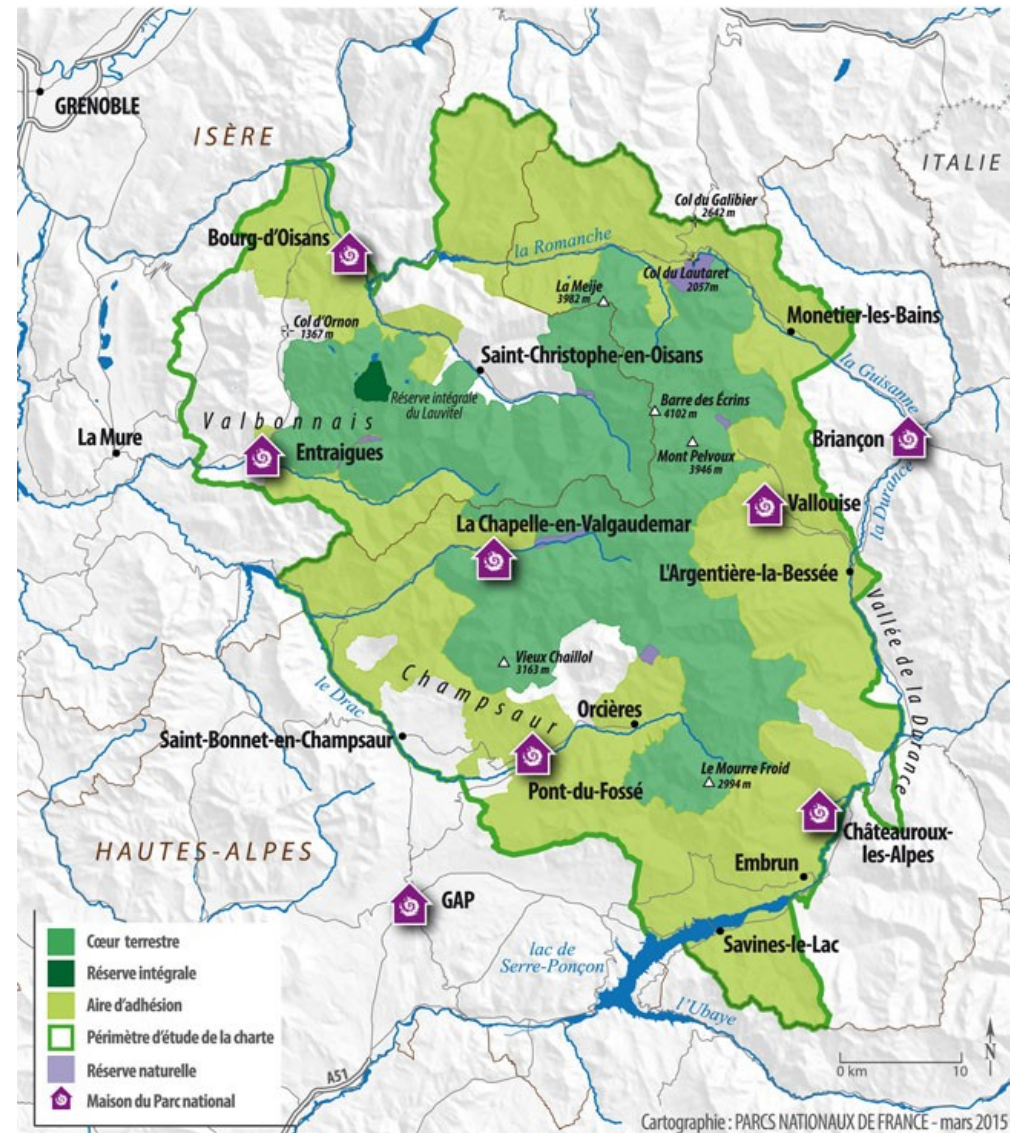 GRENOBLE
ISÈRE
ITALIE
Col du Galibier
2642 m
Bourg-d'Oisans
la Romanche
Col du Lautaret
2057m
La Meije
3982 m
Monetier-les-Bains
Col d'Ornon
1367 m
Saint-Christophe-en-Oisans
la Guisanne
Réserve intégrale
du Lauvitel
Barre des Écrins
4102 m
Valbonnais
La Mure
Entraigues
Mont Pelvoux
3946 m
Briançon
la Durance
Vallouise
La Chapelle-en-Valgaudemar
L'Argentière-la-Bessée
Vallée de la Durance
Vieux Chaillol
3163 m
Champsaur
le Drac
Orcières
Saint-Bonnet-en-Champsaur
Pont-du-Fossé
Le Mourre Froid
2994 m
Châteauroux-
les-Alpes
HAUTES-ALPES
Embrun
GAP
Savines-le-Lac
lac de
Serre-Ponçon
l'Ubaye
A51
Cœur terrestre
Réserve intégrale
Aire d'adhésion
Périmètre d'étude de la charte
Réserve naturelle
Maison du Parc national
N
0 km 10
Cartographie : PARCS NATIONAUX DE FRANCE - mars 2015